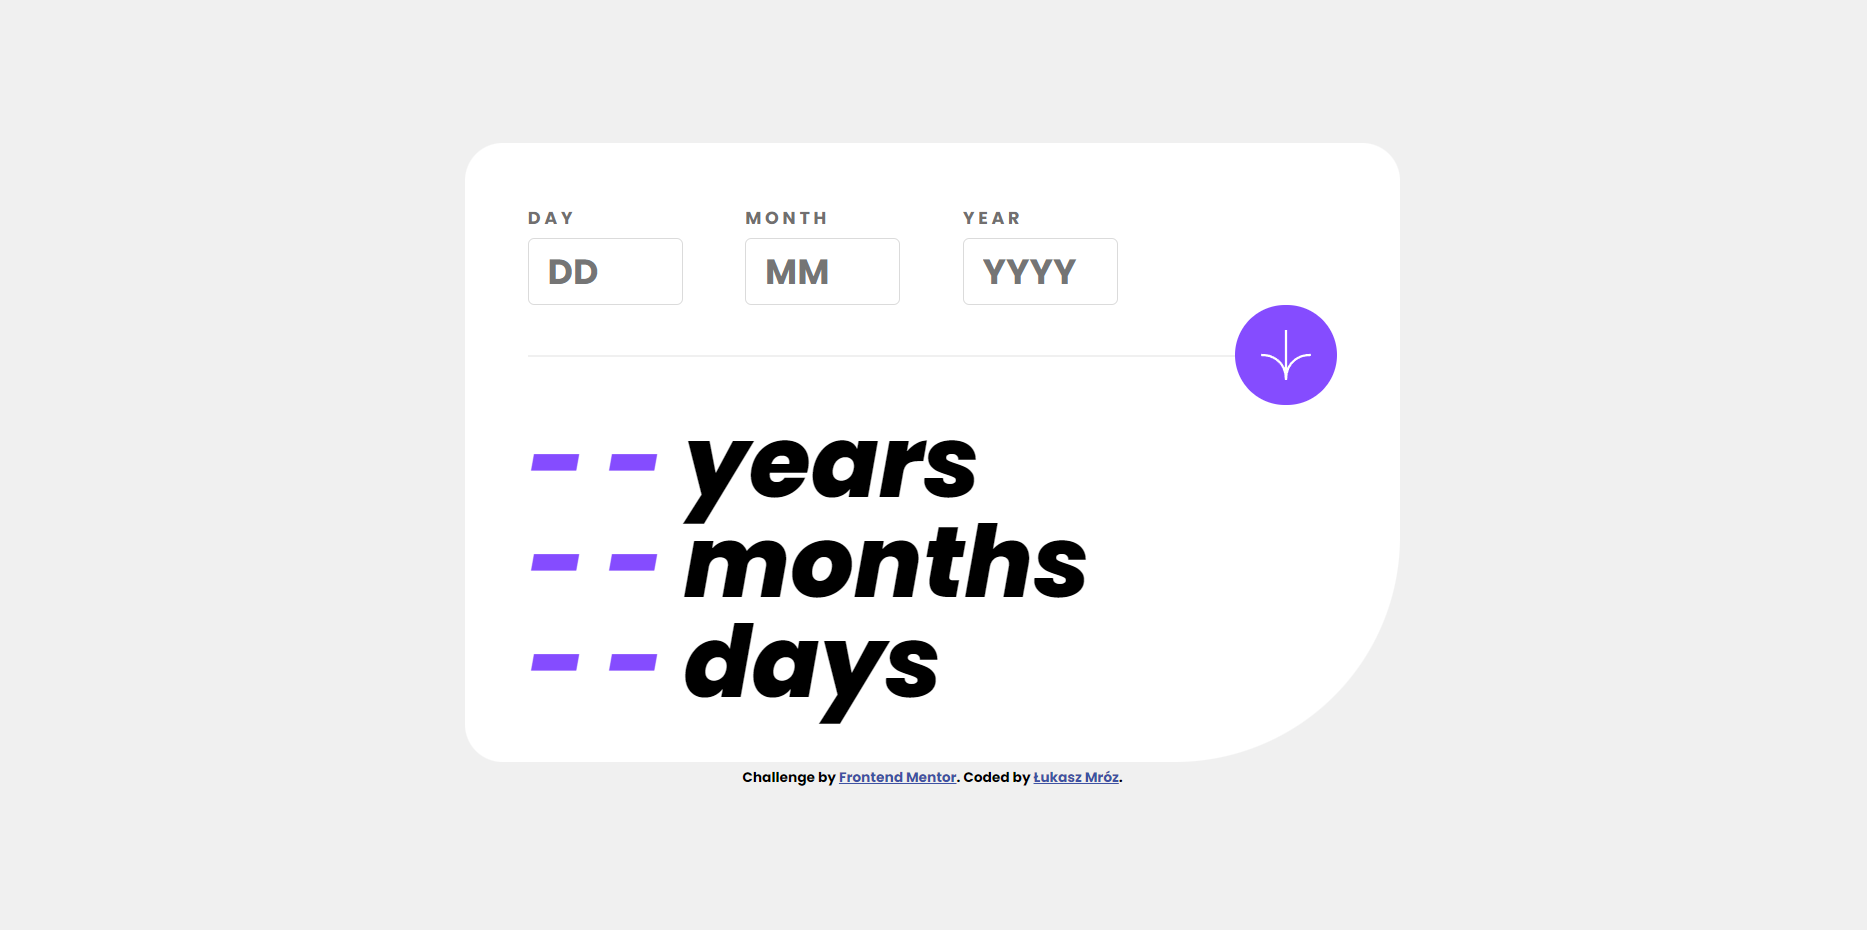 DAY MONTH YEAR
DD MM YYYY
- - years
- - months
- - days
Challenge by Frontend Mentor. Coded by Łukasz Mróz.